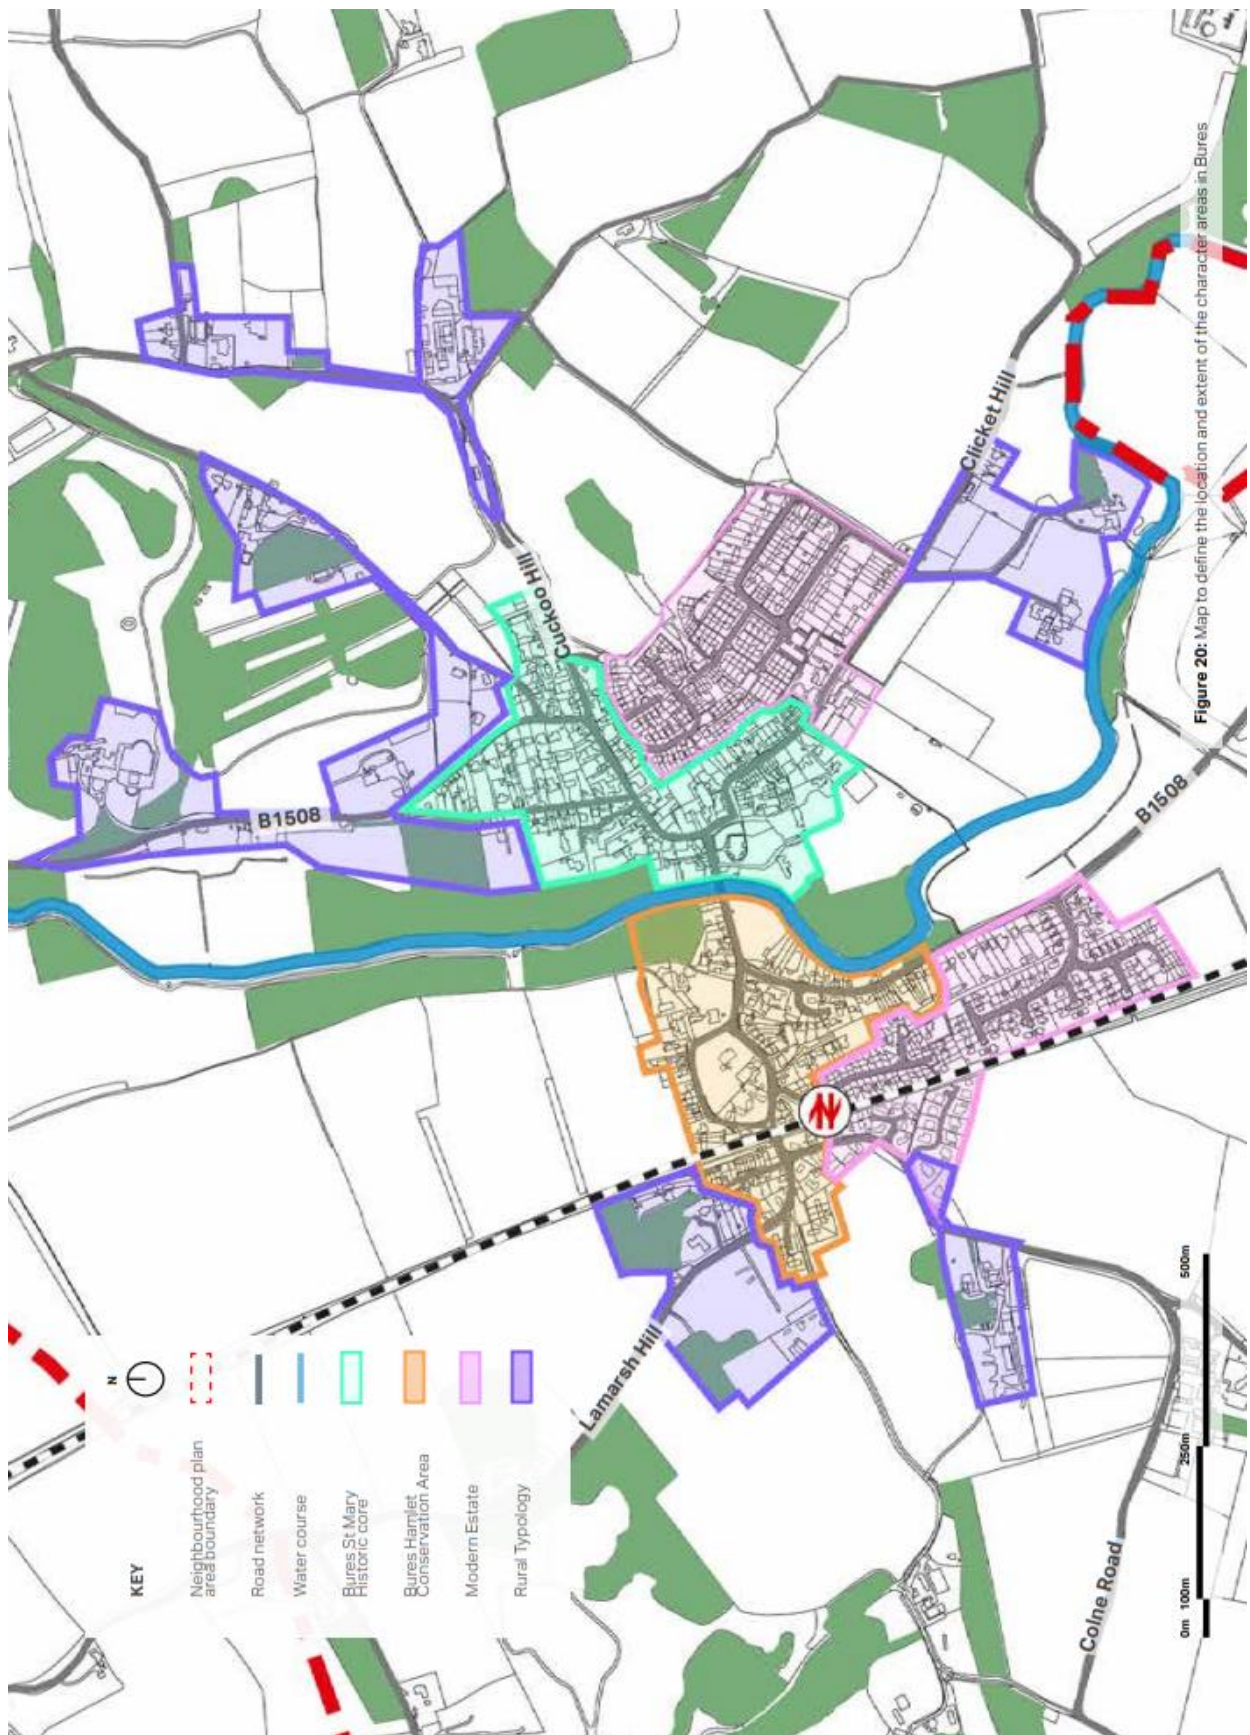 KEY
N
Neighbourhood plan
area boundary
Road network
Water course
Bures St Mary
Historic core
Bures Hamlet
Conservation Area
Modern Estate
Rural Typology
B1508
Cuckoo Hill
Clicket Hill
Lamarsh Hill
B1508
Colne Road
0m 100m 250m 500m
Figure 20: Map to define the location and extent of the character areas in Bures